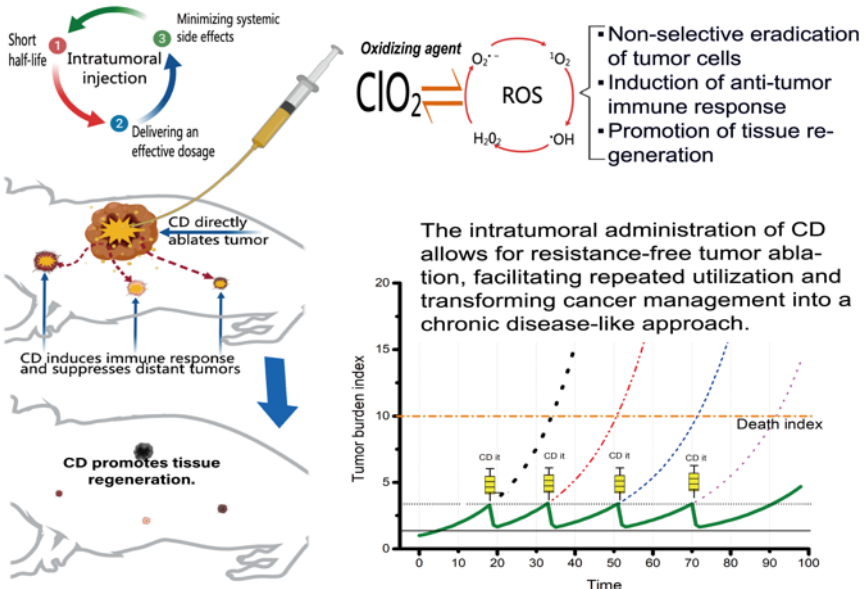 Short
half-life
1
Intratumoral
injection
3
Minimizing systemic
side effects
2
Delivering an
effective dosage
CD directly
ablates tumor
CD induces immune response
and suppresses distant tumors
CD promotes tissue
regeneration.
Oxidizing agent
ClO₂
O₂•−
¹O₂
ROS
H₂0₂
•OH
▪Non-selective eradication
of tumor cells
▪Induction of anti-tumor
immune response
▪Promotion of tissue re-
generation
The intratumoral administration of CD
allows for resistance-free tumor abla-
tion, facilitating repeated utilization and
transforming cancer management into a
chronic disease-like approach.
Tumor burden index
15
10
5
0
Death index
CD it
CD it
CD it
CD it
0 10 20 30 40 50 60 70 80 90 100
Time